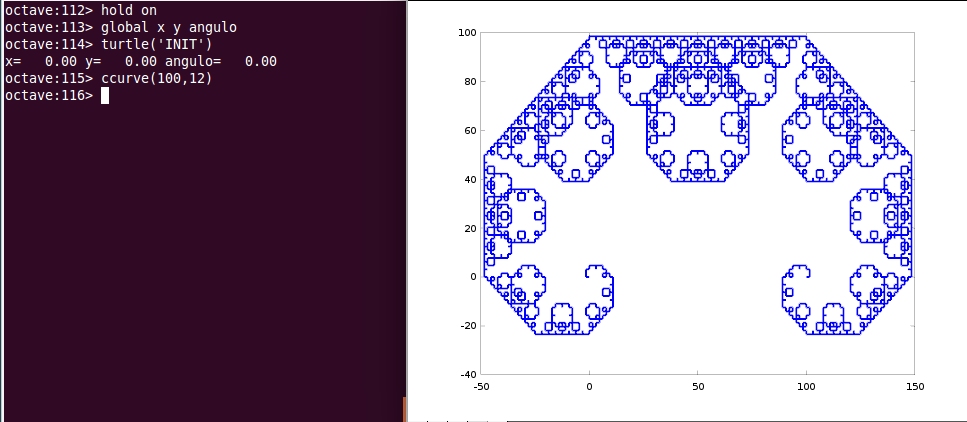 octave:112> hold on
octave:113> global x y angulo
octave:114> turtle('INIT')
x=   0.00 y=   0.00 angulo=   0.00
octave:115> ccurve(100,12)
octave:116>
100
80
60
40
20
0
-20
-40
-50 0 50 100 150